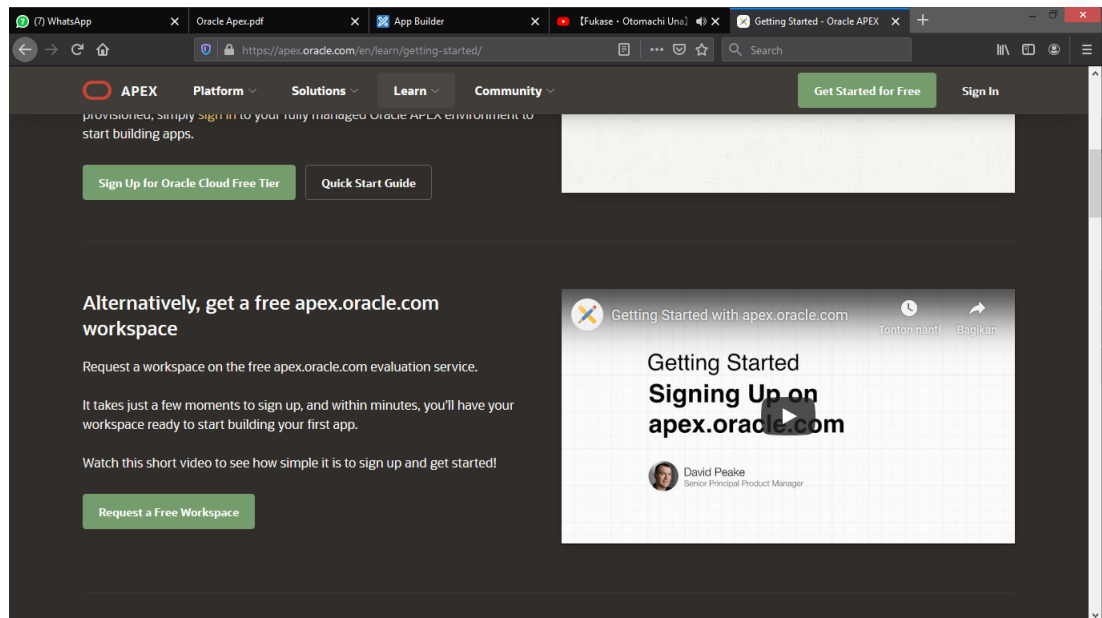 (7) WhatsApp
Oracle Apex.pdf
App Builder
【Fukase・Otomachi Una】
Getting Started - Oracle APEX
https://apex.oracle.com/en/learn/getting-started/
Search
APEX
Platform
Solutions
Learn
Community
Get Started for Free
Sign In
provisioned, simply sign in to your fully managed Oracle APEX environment to
start building apps.
Sign Up for Oracle Cloud Free Tier
Quick Start Guide
Alternatively, get a free apex.oracle.com
workspace
Request a workspace on the free apex.oracle.com evaluation service.
It takes just a few moments to sign up, and within minutes, you'll have your
workspace ready to start building your first app.
Watch this short video to see how simple it is to sign up and get started!
Request a Free Workspace
Getting Started with apex.oracle.com
Tonton nanti
Bagikan
Getting Started
Signing Up on
apex.oracle.com
David Peake
Senior Principal Product Manager